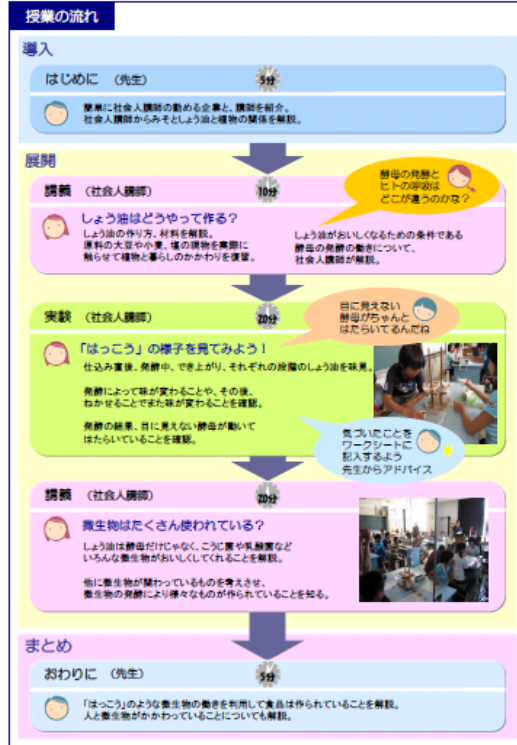 授業の流れ
導入
はじめに （先生）
5分
簡単に社会人講師の勤める企業と、講師を紹介。
社会人講師からみそとしょう油と植物の関係を解説。
展開
講義 （社会人講師）
10分
酵母の発酵と
ヒトの呼吸は
どこが違うのかな？
しょう油はどうやって作る？
しょう油の作り方、材料を解説。
原料の大豆や小麦、塩の現物を実際に
触らせて植物と暮らしのかかわりを復習。
しょう油がおいしくなるための条件である
酵母の発酵の働きについて、
社会人講師が解説。
実験 （社会人講師）
20分
目に見えない
酵母がちゃんと
はたらいてるんだね
「はっこう」の様子を見てみよう！
仕込み直後、発酵中、でき上がり、それぞれの段階のしょう油を味見。
発酵によって味が変わることや、その後、
ねかせることでまた味が変わることを確認。
発酵の結果、目に見えない酵母が動いて
はたらいていることを確認。
気づいたことを
ワークシートに
記入するよう
先生からアドバイス
講義 （社会人講師）
20分
微生物はたくさん使われている？
しょう油は酵母だけじゃなく、こうじ菌や乳酸菌など
いろんな微生物がおいしくしてくれることを解説。
他に微生物が関わっているものを考えさせ、
微生物の発酵により様々なものが作られていることを知る。
まとめ
おわりに （先生）
5分
「はっこう」のような微生物の働きを利用して食品は作られていることを解説。
人と微生物がかかわっていることについても解説。